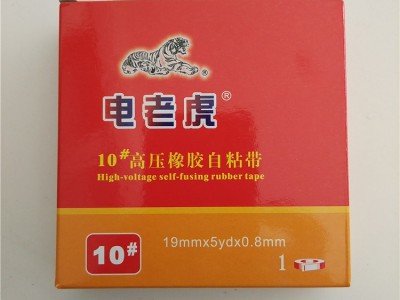 电老虎®
10#高压橡胶自粘带
High-voltage self-fusing rubber tape
10#
19mmx5ydx0.8mm
1